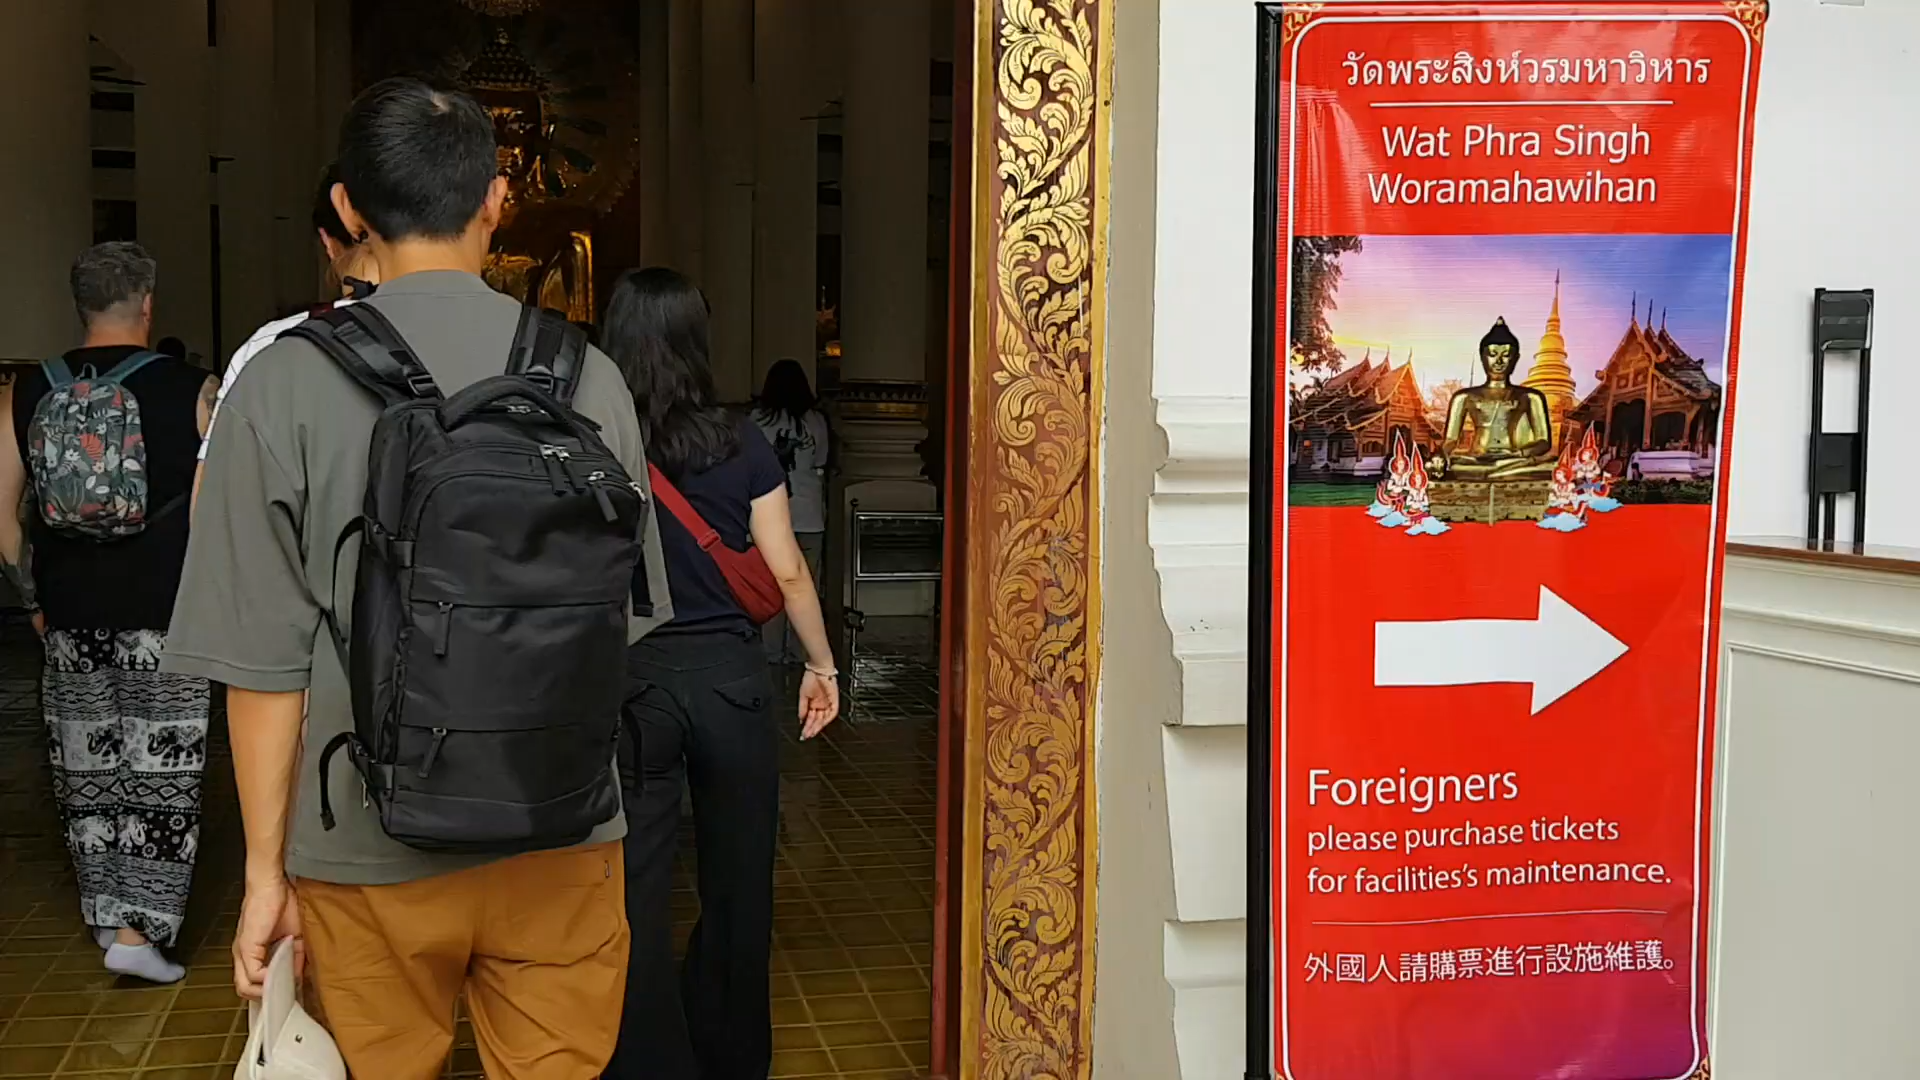 วัดพระสิงห์วรมหาวิหาร
Wat Phra Singh
Woramahawihan
Foreigners
please purchase tickets
for facilities's maintenance.
外國人請購票進行設施維護。